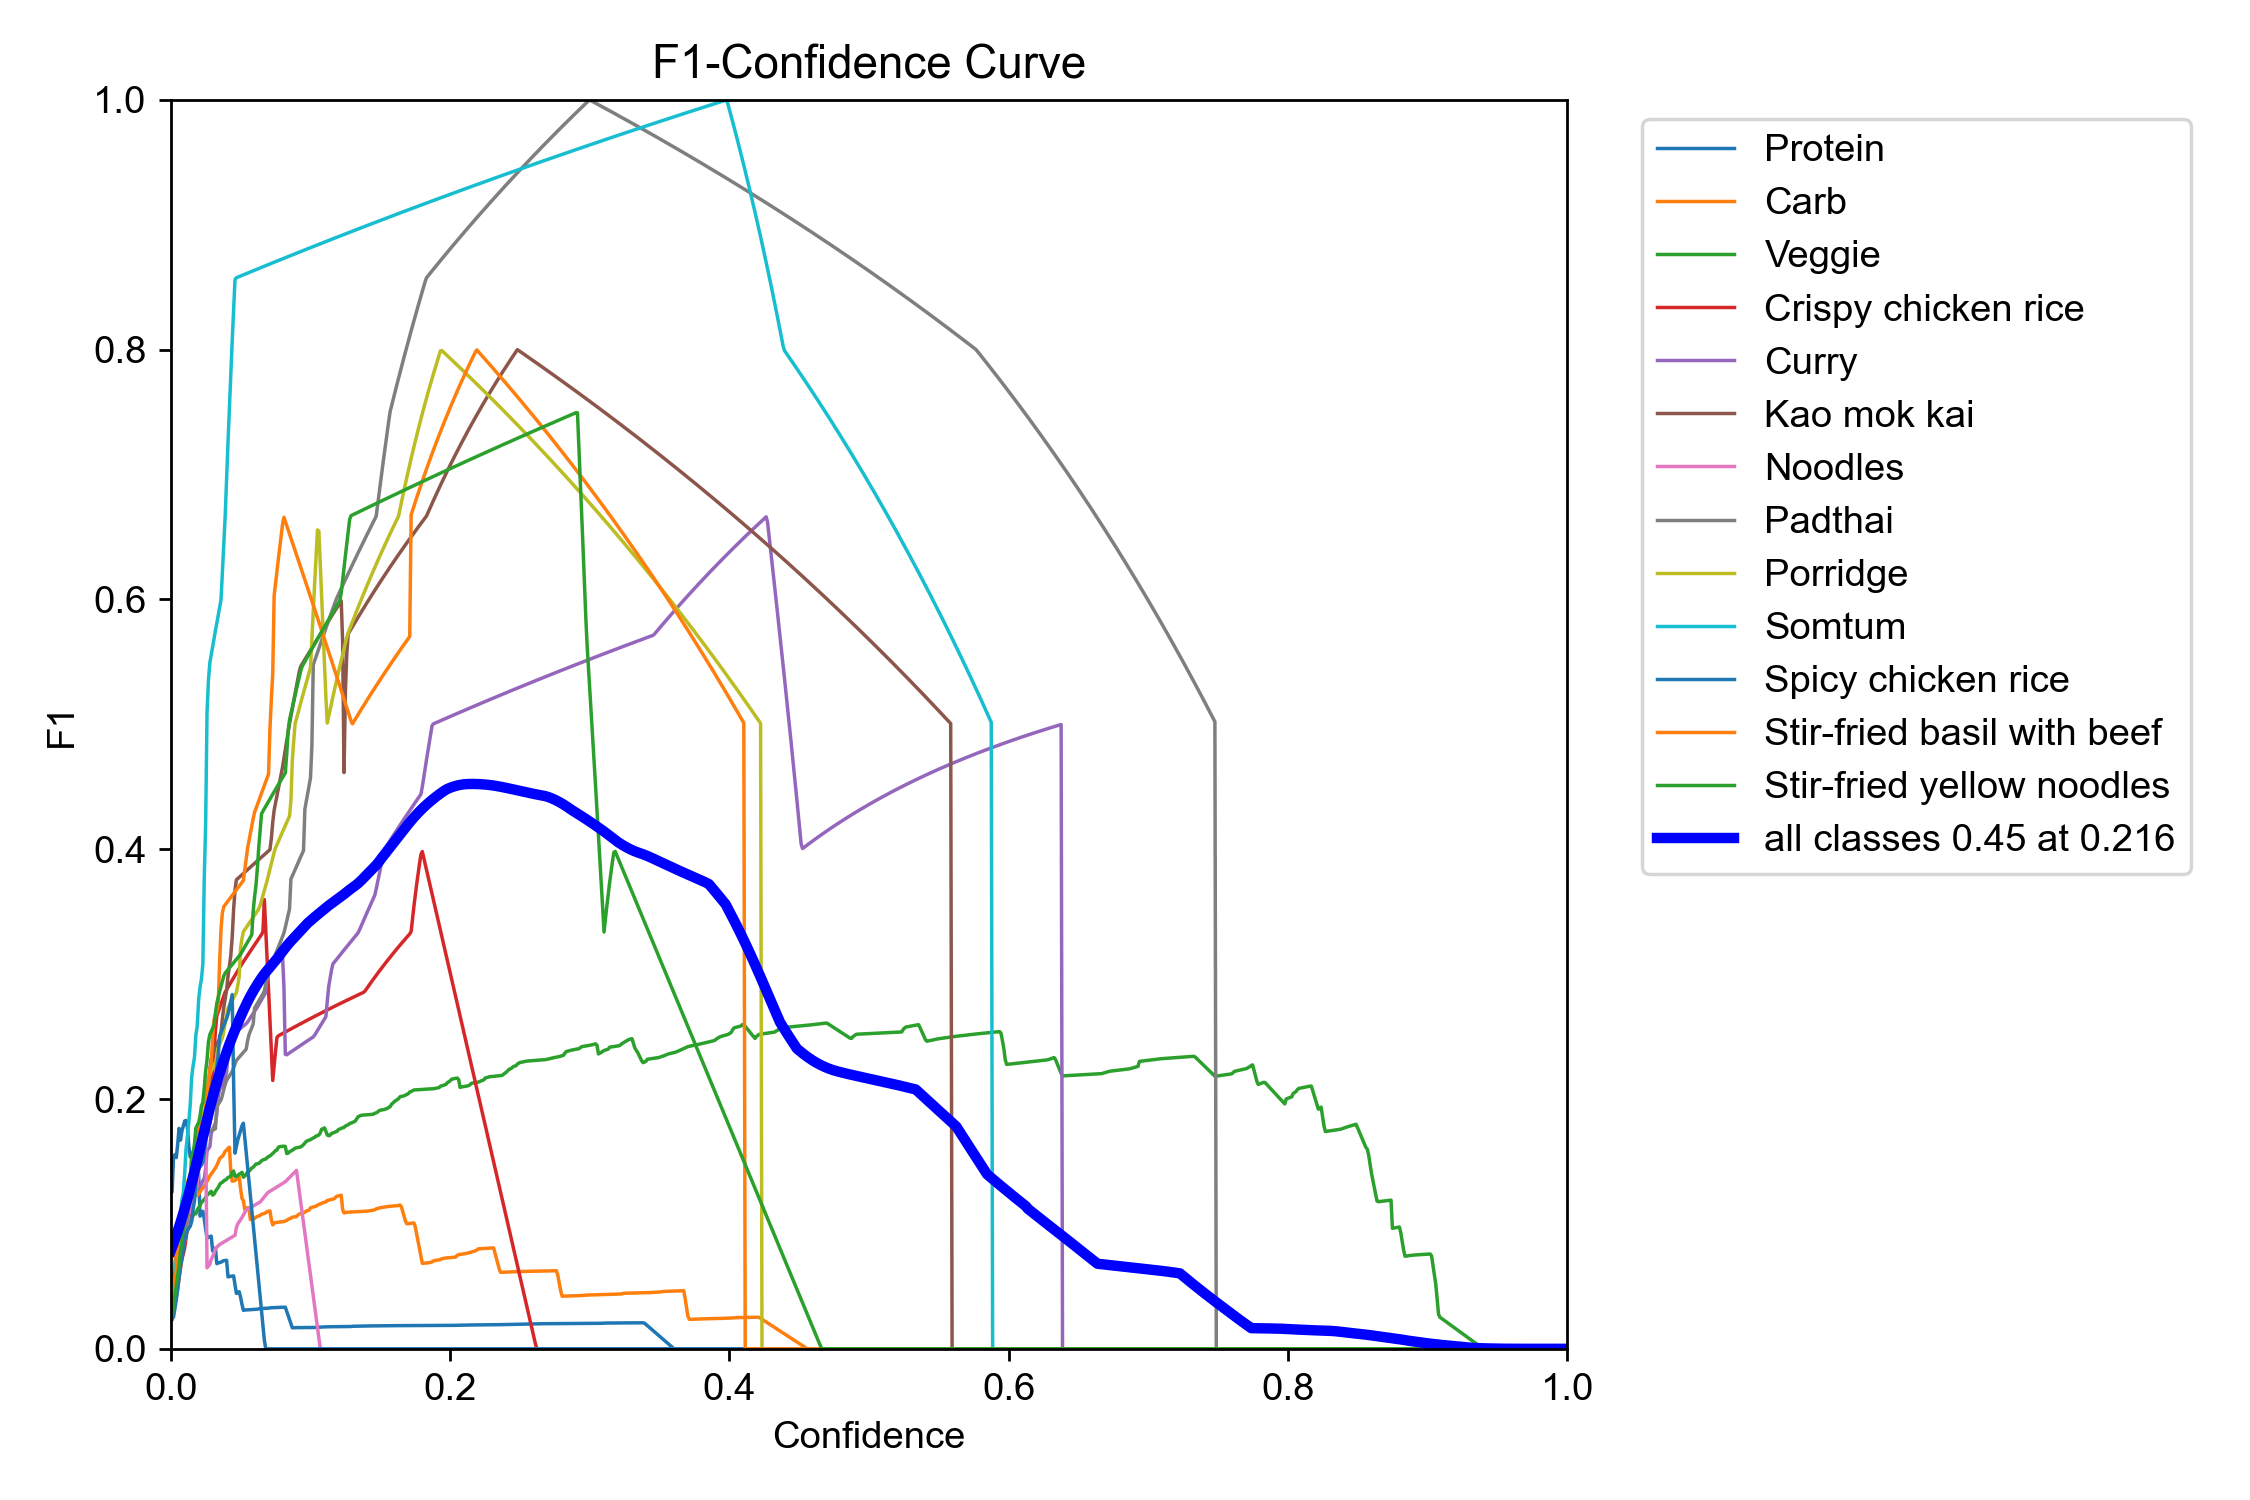 F1-Confidence Curve
1.0
0.8
0.6
0.4
0.2
0.0
F1
0.0 0.2 0.4 0.6 0.8 1.0
Confidence
Protein
Carb
Veggie
Crispy chicken rice
Curry
Kao mok kai
Noodles
Padthai
Porridge
Somtum
Spicy chicken rice
Stir-fried basil with beef
Stir-fried yellow noodles
all classes 0.45 at 0.216